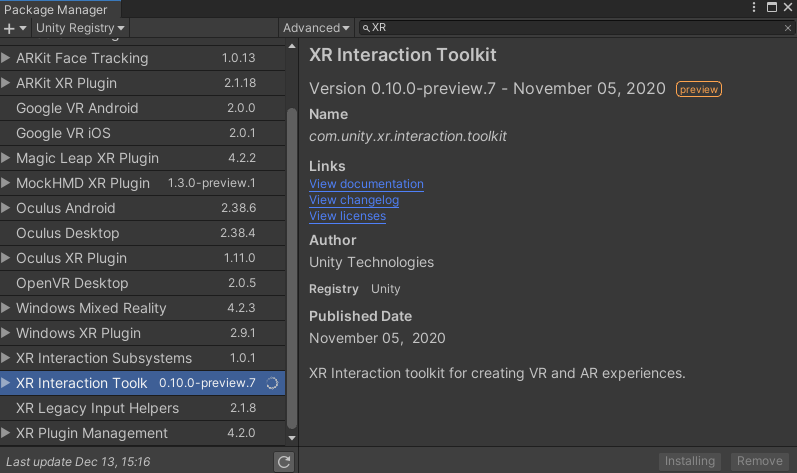 Package Manager
+ Unity Registry Advanced XR
ARKit Face Tracking 1.0.13
ARKit XR Plugin 2.1.18
Google VR Android 2.0.0
Google VR iOS 2.0.1
Magic Leap XR Plugin 4.2.2
MockHMD XR Plugin 1.3.0-preview.1
Oculus Android 2.38.6
Oculus Desktop 2.38.4
Oculus XR Plugin 1.11.0
OpenVR Desktop 2.0.5
Windows Mixed Reality 4.2.3
Windows XR Plugin 2.9.1
XR Interaction Subsystems 1.0.1
XR Interaction Toolk 0.10.0-preview.7
XR Legacy Input Helpers 2.1.8
XR Plugin Management 4.2.0
Last update Dec 13, 15:16
XR Interaction Toolkit
Version 0.10.0-preview.7 - November 05, 2020 preview
Name
com.unity.xr.interaction.toolkit
Links
View documentation
View changelog
View licenses
Author
Unity Technologies
Registry Unity
Published Date
November 05, 2020
XR Interaction toolkit for creating VR and AR experiences.
Installing Remove